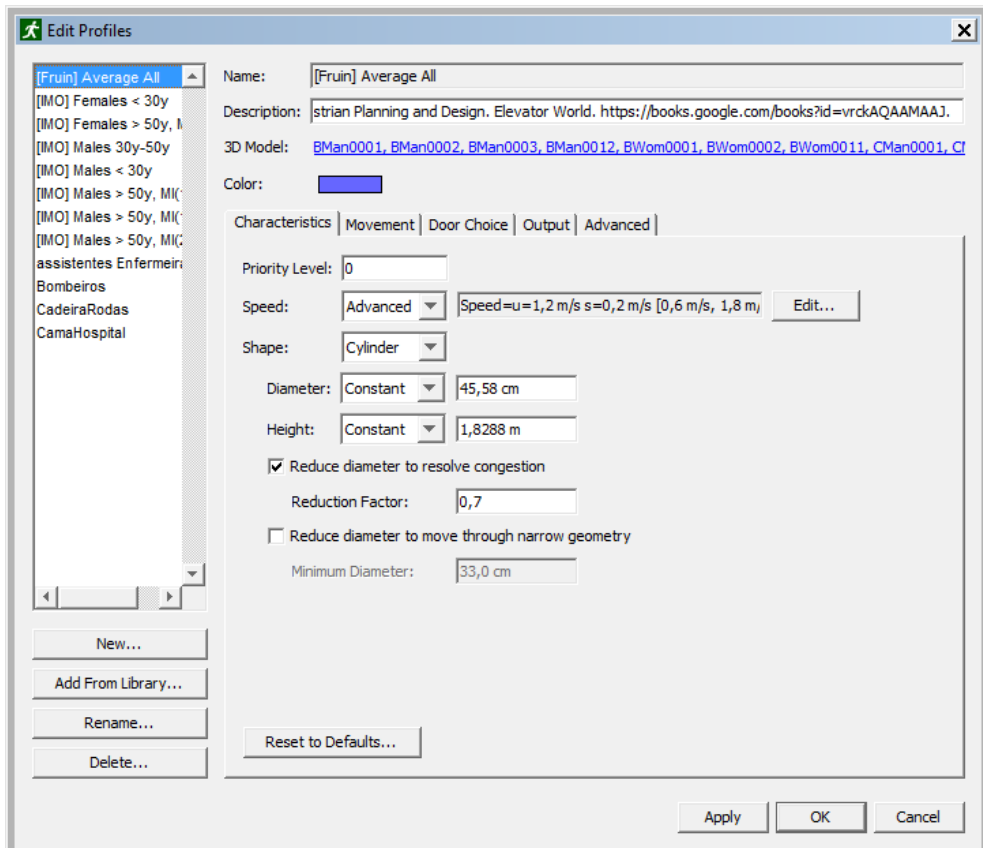 Edit Profiles
[Fruin] Average All
[IMO] Females < 30y
[IMO] Females > 50y,
[IMO] Males 30y-50y
[IMO] Males < 30y
[IMO] Males > 50y, MI(
[IMO] Males > 50y, MI(
[IMO] Males > 50y, MI(2
assistentes Enfermeira
Bombeiros
CadeiraRodas
CamaHospital
New...
Add From Library...
Rename...
Delete...
Name: [Fruin] Average All
Description: strian Planning and Design. Elevator World. https://books.google.com/books?id=vrckAQAAMAAJ.
3D Model: BMan0001, BMan0002, BMan0003, BMan0012, BWom0001, BWom0002, BWom0011, CMan0001,
Color:
Characteristics Movement Door Choice Output Advanced
Priority Level: 0
Speed: Advanced Speed=u=1,2 m/s s=0,2 m/s [0,6 m/s, 1,8 m/ Edit...
Shape: Cylinder
Diameter: Constant 45,58 cm
Height: Constant 1,8288 m
Reduce diameter to resolve congestion
Reduction Factor: 0,7
Reduce diameter to move through narrow geometry
Minimum Diameter: 33,0 cm
Reset to Defaults...
Apply OK Cancel